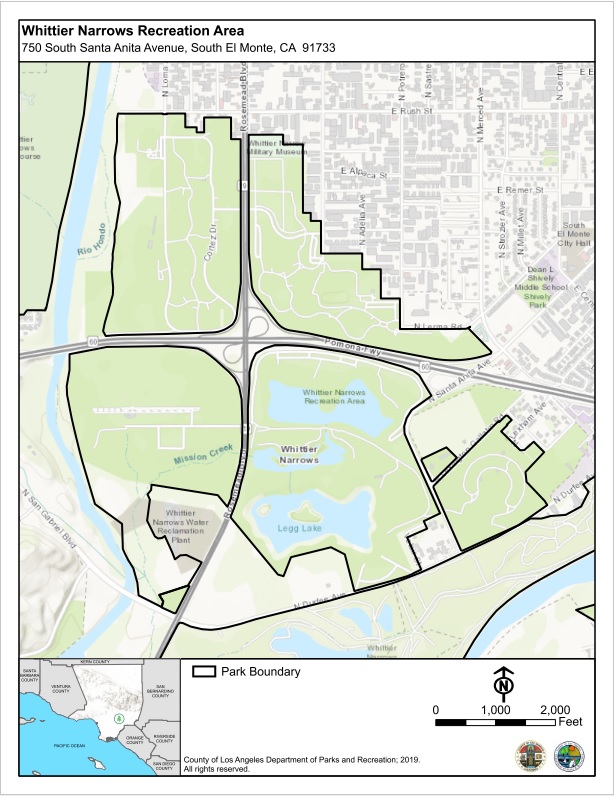 Whittier Narrows Recreation Area
750 South Santa Anita Avenue, South El Monte, CA 91733
N Loma
Rosemead Blvd
N Potrero
N Sastre
N Merced Ave
N Central
E E
E Rush St
Whittier
Military Museum
E Alpaca St
E Remer St
N Adelia Ave
N Strozier Ave
N Millet Ave
South
El Monte
City Hall
Rio Hondo
Cortez Dr
Dean L
Shively
Middle School
Shively
Park
N Lerma Rd
60
Pomona Fwy
60
N Santa Anita Ave
Whittier Narrows
Recreation Area
Lexham Ave
Whittier
Narrows
Mission Creek
N Durfee
N San Gabriel Blvd
Whittier
Narrows Water
Reclamation
Plant
Legg Lake
N Durfee Ave
Whittier
KERN COUNTY
SANTA
BARBARA
COUNTY
VENTURA
COUNTY
SAN
BERNARDINO
COUNTY
ORANGE
COUNTY
RIVERSIDE
COUNTY
PACIFIC OCEAN
SAN DIEGO
COUNTY
Park Boundary
N
0 1,000 2,000
Feet
County of Los Angeles Department of Parks and Recreation; 2019.
All rights reserved.